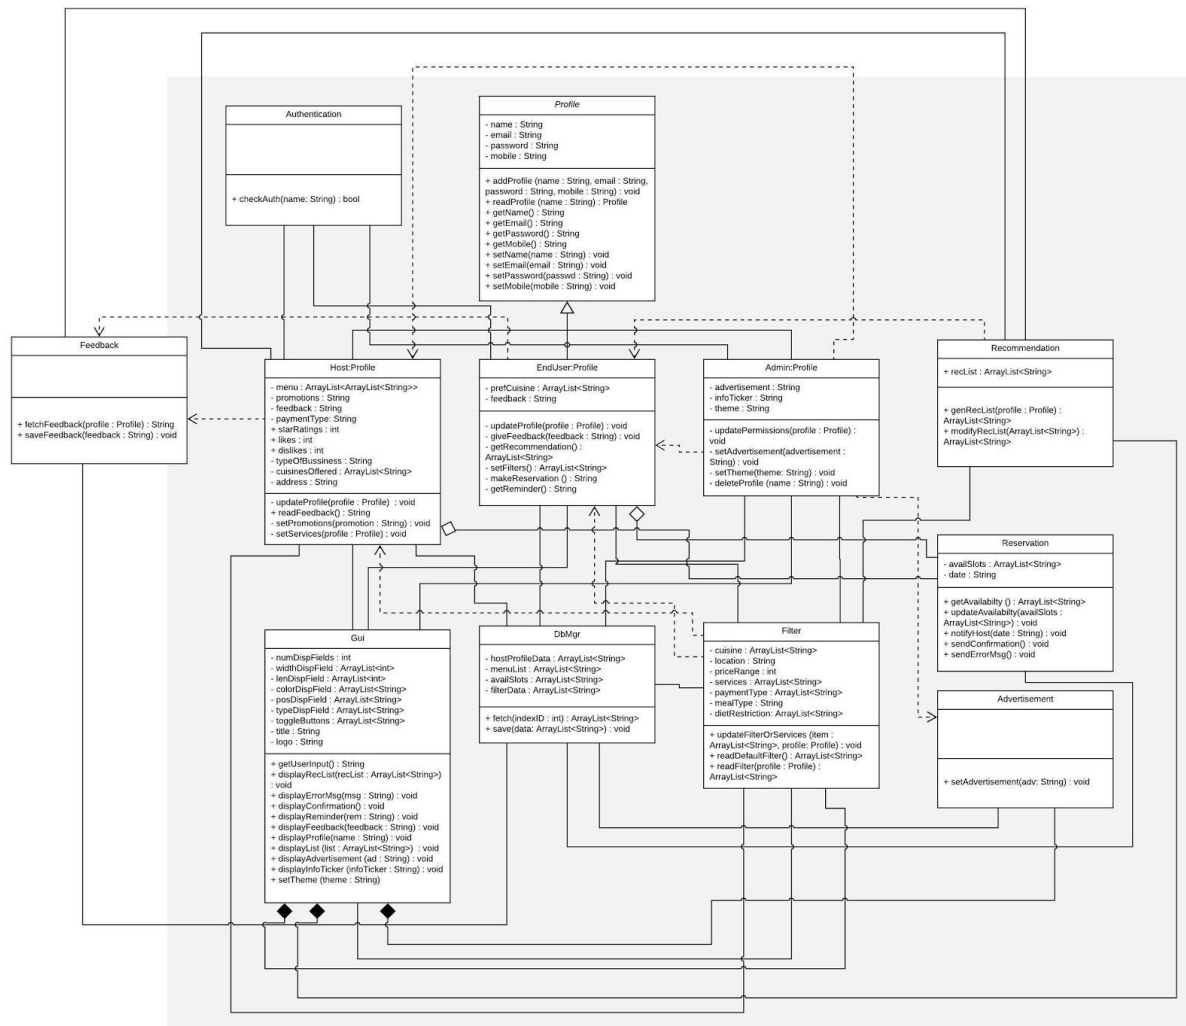 Profile
- name : String
- email : String
- password : String
- mobile : String
+ addProfile (name : String, email : String,
password : String, mobile : String) : void
+ readProfile (name : String) : Profile
+ getName() : String
+ getEmail() : String
+ getPassword() : String
+ getMobile() : String
+ setName(name : String) : void
+ setEmail(email : String) : void
+ setPassword(passwd : String) : void
+ setMobile(mobile : String) : void
Authentication
+ checkAuth(name: String) : bool
Feedback
+ fetchFeedback(profile : Profile) : String
+ saveFeedback(feedback : String) : void
Host:Profile
- menu : ArrayList<ArrayList<String>>
- promotions : String
- feedback : String
- paymentType: String
+ starRatings : int
+ likes : int
+ dislikes : int
- typeOfBussiness : String
- cuisinesOffered : ArrayList<String>
- address : String
- updateProfile(profile : Profile) : void
+ readFeedback() : String
- setPromotions(promotion : String) : void
- setServices(profile : Profile) : void
EndUser:Profile
- prefCuisine : ArrayList<String>
- feedback : String
- updateProfile(profile : Profile) : void
- giveFeedback(feedback : String) : void
- getRecommendation() :
ArrayList<String>
- setFilters() : ArrayList<String>
- makeReservation () : String
- getReminder() : String
Admin:Profile
- advertisement : String
- infoTicker : String
- theme : String
- updatePermissions(profile : Profile) :
void
- setAdvertisement(advertisement :
String) : void
- setTheme(theme: String) : void
- deleteProfile (name : String) : void
Recommendation
+ recList : ArrayList<String>
+ genRecList(profile : Profile) :
ArrayList<String>
+ modifyRecList(ArrayList<String>) :
ArrayList<String>
Reservation
- availSlots : ArrayList<String>
- date : String
+ getAvailabilty () : ArrayList<String>
+ updateAvailabilty(availSlots :
ArrayList<String>) : void
+ notifyHost(date : String) : void
+ sendConfirmation() : void
+ sendErrorMsg() : void
Gui
- numDispFields : int
- widthDispField : ArrayList<int>
- lenDispField : ArrayList<int>
- colorDispField : ArrayList<String>
- posDispField : ArrayList<String>
- typeDispField : ArrayList<String>
- toggleButtons : ArrayList<String>
- title : String
- logo : String
+ getUserInput() : String
+ displayRecList(recList : ArrayList<String>)
: void
+ displayErrorMsg(msg : String) : void
+ displayConfirmation() : void
+ displayReminder(rem : String) : void
+ displayFeedback(feedback : String) : void
+ displayProfile(name : String) : void
+ displayList (list : ArrayList<String>) : void
+ displayAdvertisement (ad : String) : void
+ displayInfoTicker (infoTicker : String) : void
+ setTheme (theme : String)
DbMgr
- hostProfileData : ArrayList<String>
- menuList : ArrayList<String>
- availSlots : ArrayList<String>
- filterData : ArrayList<String>
+ fetch(indexID : int) : ArrayList<String>
+ save(data: ArrayList<String>) : void
Filter
- cuisine : ArrayList<String>
- location : String
- priceRange : int
- services : ArrayList<String>
- paymentType : ArrayList<String>
- mealType : String
- dietRestriction: ArrayList<String>
+ updateFilterOrServices (item :
ArrayList<String>, profile: Profile) : void
+ readDefaultFilter() : ArrayList<String>
+ readFilter(profile : Profile) :
ArrayList<String>
Advertisement
+ setAdvertisement(adv: String) : void